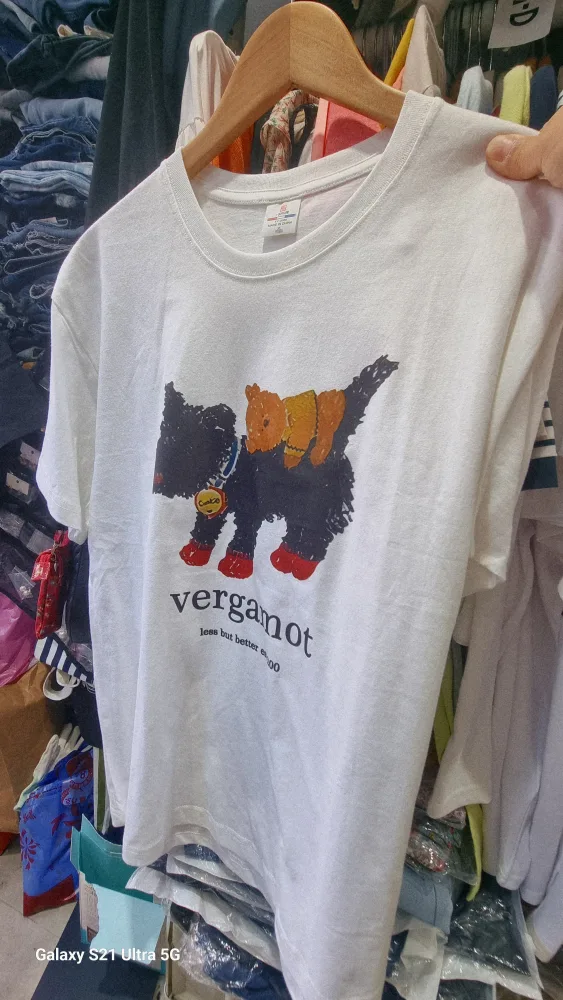 -D
vergamot
less but better
Galaxy S21 Ultra 5G